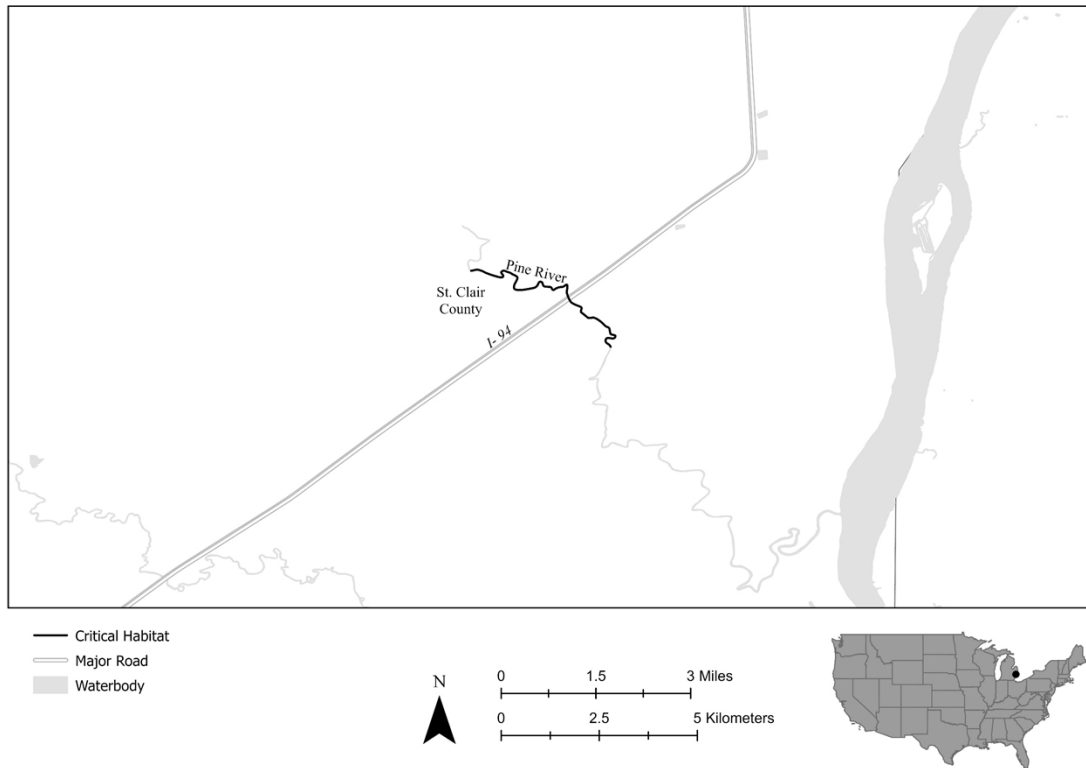 Pine River
St. Clair
County
I- 94
Critical Habitat
Major Road
Waterbody
N
0 1.5 3 Miles
0 2.5 5 Kilometers